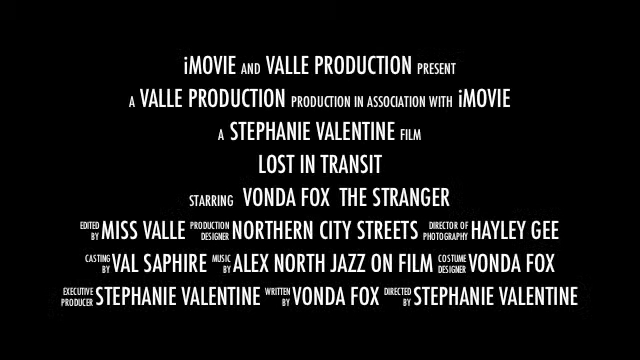 iMOVIE AND VALLE PRODUCTION PRESENT
A VALLE PRODUCTION PRODUCTION IN ASSOCIATION WITH iMOVIE
A STEPHANIE VALENTINE FILM
LOST IN TRANSIT
STARRING VONDA FOX THE STRANGER
EDITED BY MISS VALLE PRODUCTION DESIGNER NORTHERN CITY STREETS DIRECTOR OF PHOTOGRAPHY HAYLEY GEE
CASTING BY VAL SAPHIRE MUSIC BY ALEX NORTH JAZZ ON FILM COSTUME DESIGNER VONDA FOX
EXECUTIVE PRODUCER STEPHANIE VALENTINE WRITTEN BY VONDA FOX DIRECTED BY STEPHANIE VALENTINE